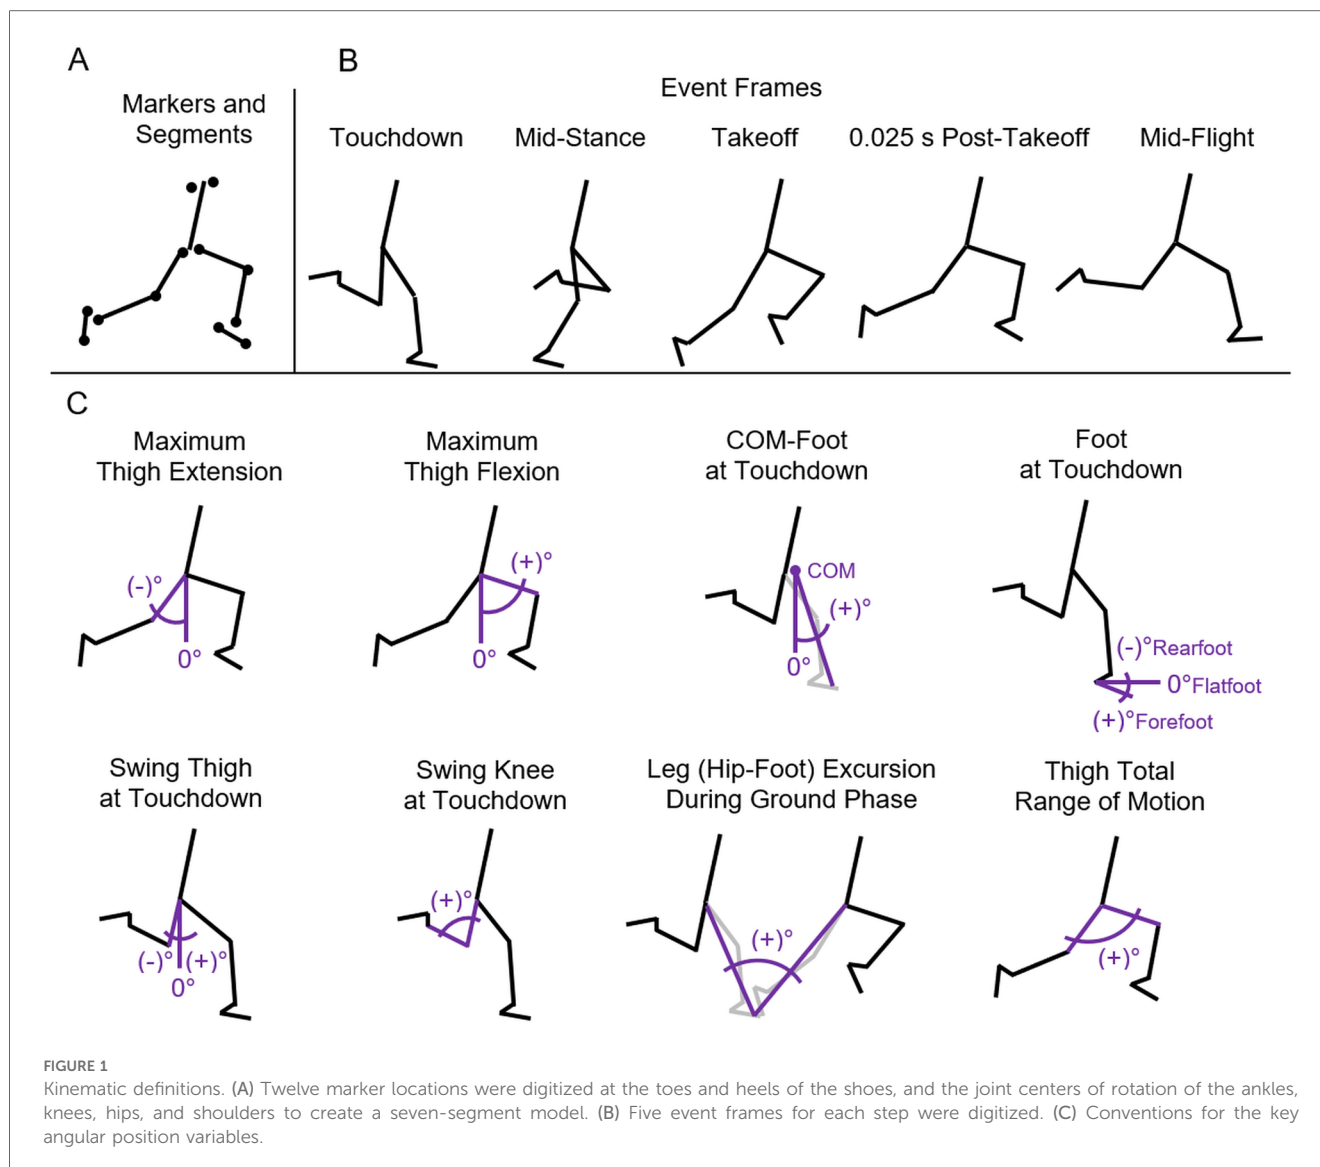 A
Markers and
Segments
B
Event Frames
Touchdown
Mid-Stance
Takeoff
0.025 s Post-Takeoff
Mid-Flight
C
Maximum
Thigh Extension
(-)°
0°
Maximum
Thigh Flexion
(+)°
0°
COM-Foot
at Touchdown
COM
(+)°
0°
Foot
at Touchdown
(-)°Rearfoot
0°Flatfoot
(+)°Forefoot
Swing Thigh
at Touchdown
(-)° (+)°
0°
Swing Knee
at Touchdown
(+)°
Leg (Hip-Foot) Excursion
During Ground Phase
(+)°
Thigh Total
Range of Motion
(+)°
FIGURE 1
Kinematic definitions. (A) Twelve marker locations were digitized at the toes and heels of the shoes, and the joint centers of rotation of the ankles,
knees, hips, and shoulders to create a seven-segment model. (B) Five event frames for each step were digitized. (C) Conventions for the key
angular position variables.